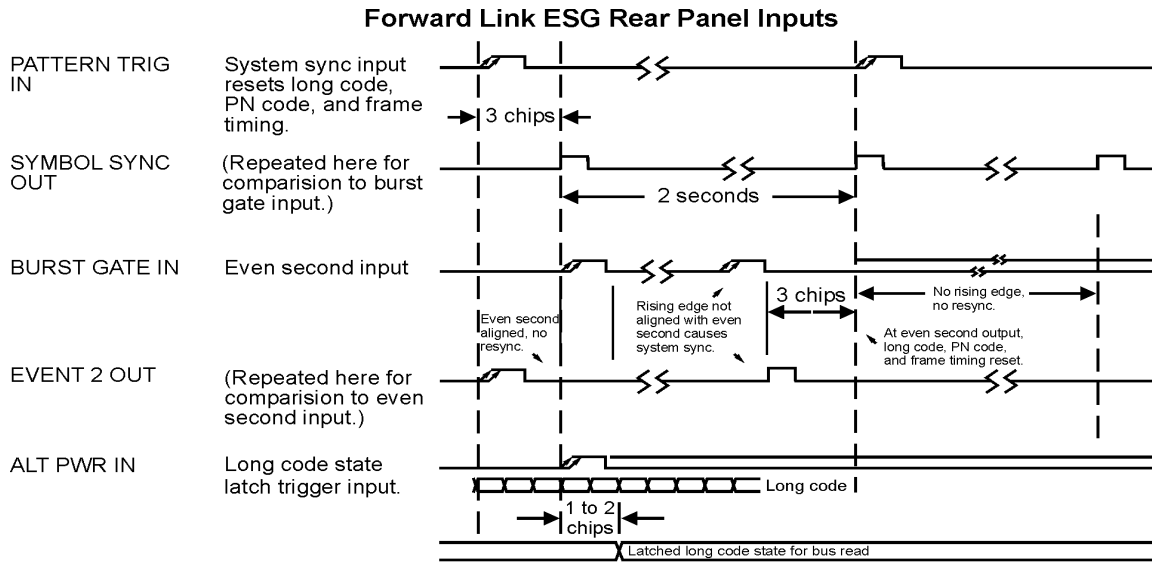 Forward Link ESG Rear Panel Inputs
PATTERN TRIG
IN
System sync input
resets long code,
PN code, and frame
timing.
3 chips
SYMBOL SYNC
OUT
(Repeated here for
comparision to burst
gate input.)
2 seconds
BURST GATE IN
Even second input
Even second
aligned, no
resync.
Rising edge not
aligned with even
second causes
system sync.
3 chips
No rising edge,
no resync.
At even second output,
long code, PN code,
and frame timing reset.
EVENT 2 OUT
(Repeated here for
comparision to even
second input.)
ALT PWR IN
Long code state
latch trigger input.
Long code
1 to 2
chips
Latched long code state for bus read